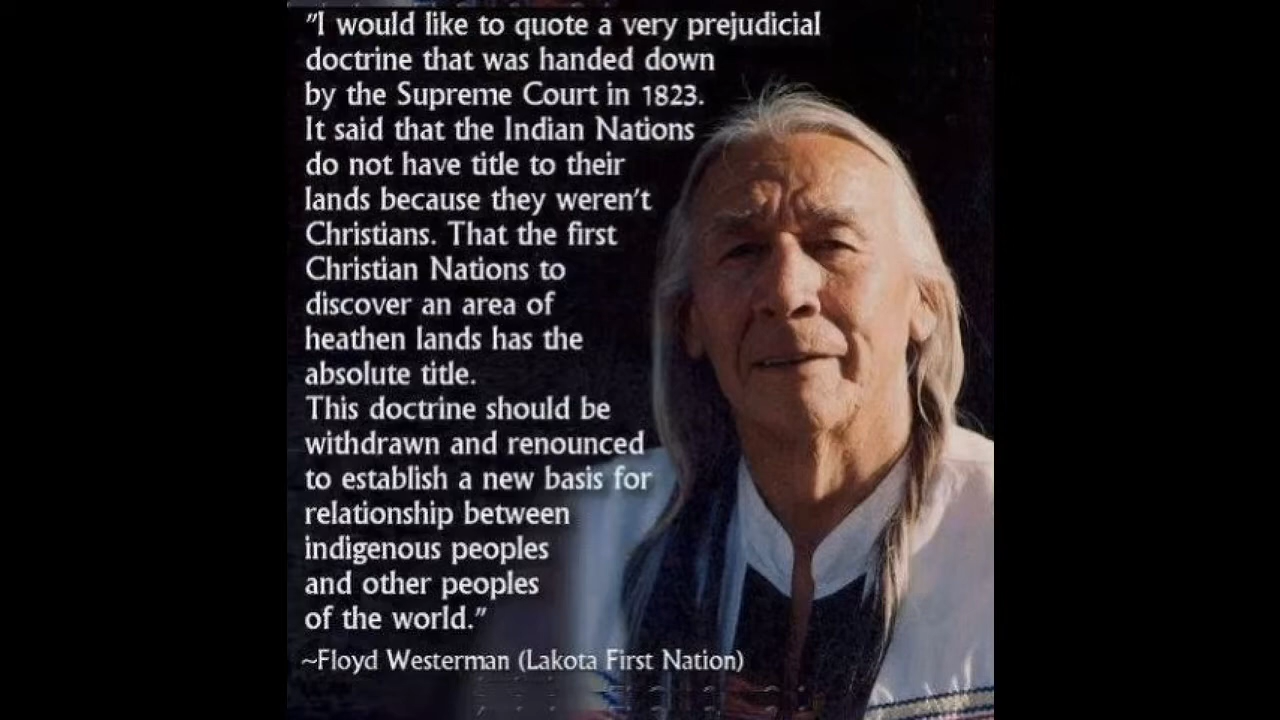 "I would like to quote a very prejudicial
doctrine that was handed down
by the Supreme Court in 1823.
It said that the Indian Nations
do not have title to their
lands because they weren't
Christians. That the first
Christian Nations to
discover an area of
heathen lands has the
absolute title.
This doctrine should be
withdrawn and renounced
to establish a new basis for
relationship between
indigenous peoples
and other peoples
of the world."
~Floyd Westerman (Lakota First Nation)